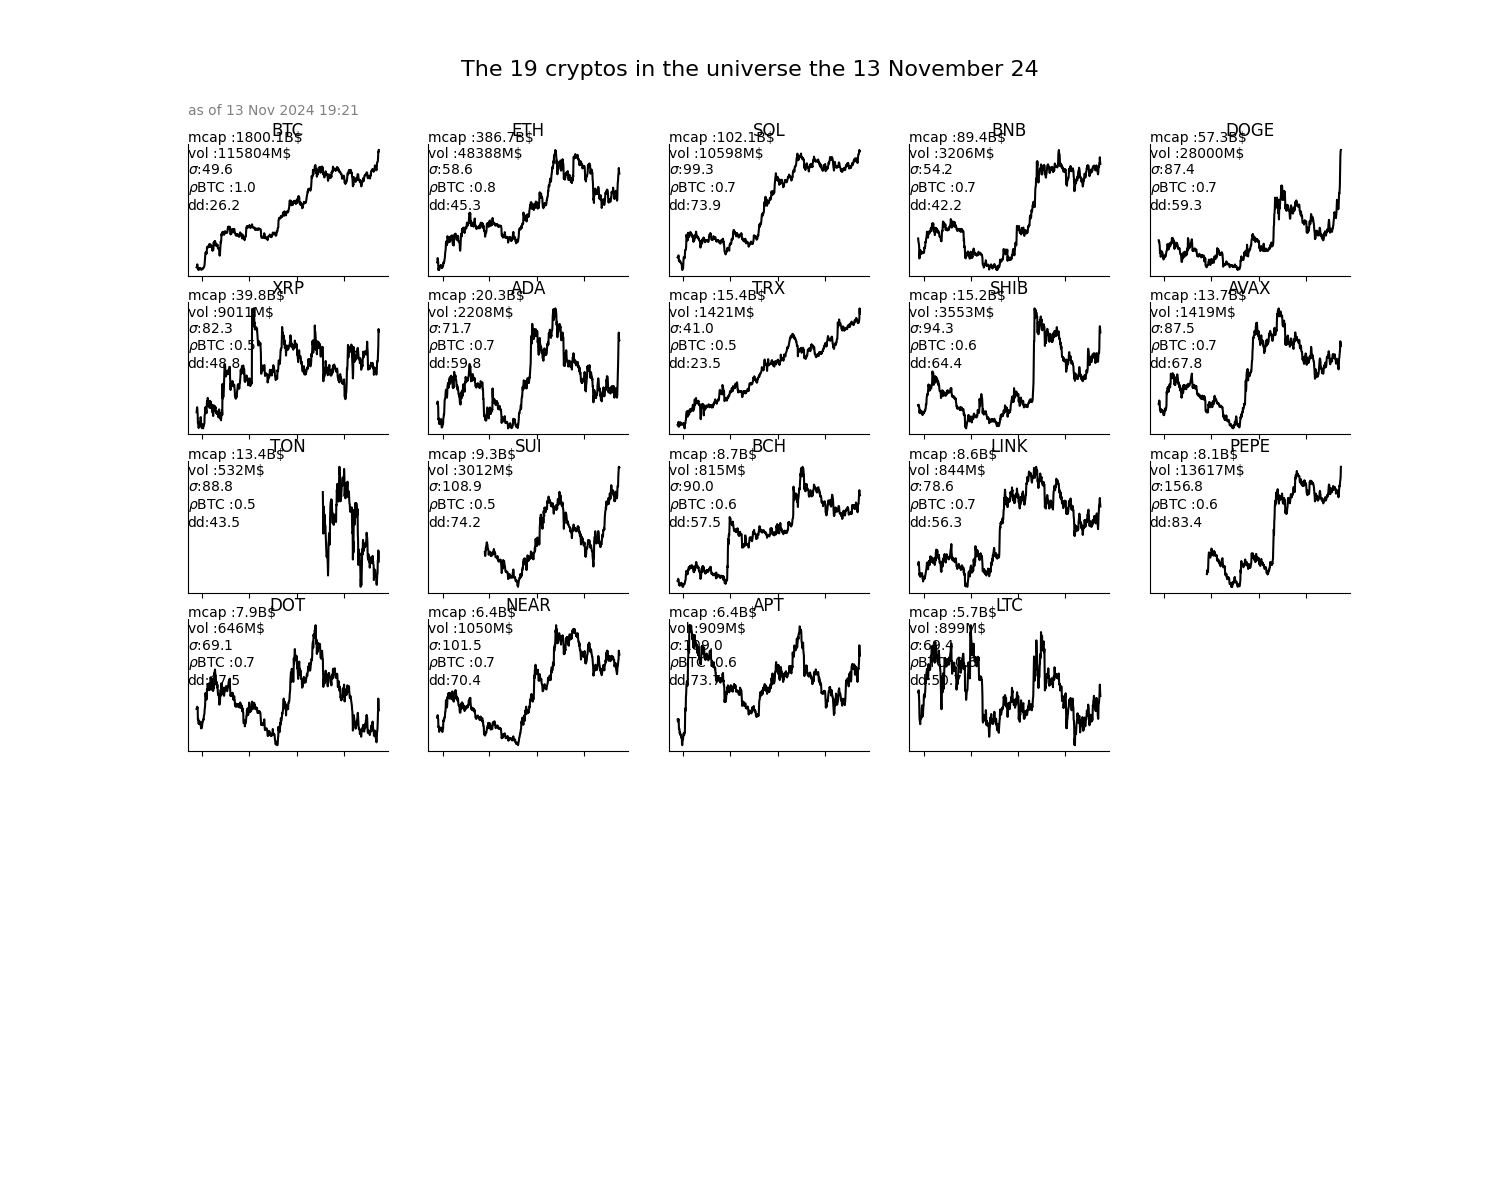 The 19 cryptos in the universe the 13 November 24
as of 13 Nov 2024 19:21
BTC
mcap :1800.1B$
vol :115804M$
σ:49.6
ρBTC :1.0
dd:26.2
ETH
mcap :386.7B$
vol :48388M$
σ:58.6
ρBTC :0.8
dd:45.3
SOL
mcap :102.1B$
vol :10598M$
σ:99.3
ρBTC :0.7
dd:73.9
BNB
mcap :89.4B$
vol :3206M$
σ:54.2
ρBTC :0.7
dd:42.2
DOGE
mcap :57.3B$
vol :28000M$
σ:87.4
ρBTC :0.7
dd:59.3
XRP
mcap :39.8B$
vol :9011M$
σ:82.3
ρBTC :0.5
dd:48.8
ADA
mcap :20.3B$
vol :2208M$
σ:71.7
ρBTC :0.7
dd:59.8
TRX
mcap :15.4B$
vol :1421M$
σ:41.0
ρBTC :0.5
dd:23.5
SHIB
mcap :15.2B$
vol :3553M$
σ:94.3
ρBTC :0.6
dd:64.4
AVAX
mcap :13.7B$
vol :1419M$
σ:87.5
ρBTC :0.7
dd:67.8
TON
mcap :13.4B$
vol :532M$
σ:88.8
ρBTC :0.5
dd:43.5
SUI
mcap :9.3B$
vol :3012M$
σ:108.9
ρBTC :0.5
dd:74.2
BCH
mcap :8.7B$
vol :815M$
σ:90.0
ρBTC :0.6
dd:57.5
LINK
mcap :8.6B$
vol :844M$
σ:78.6
ρBTC :0.7
dd:56.3
PEPE
mcap :8.1B$
vol :13617M$
σ:156.8
ρBTC :0.6
dd:83.4
DOT
mcap :7.9B$
vol :646M$
σ:69.1
ρBTC :0.7
NEAR
mcap :6.4B$
vol :1050M$
σ:101.5
ρBTC :0.7
dd:70.4
APT
mcap :6.4B$
vol :909M$
σ:109.0
ρBTC :0.6
LTC
mcap :5.7B$
vol :899M$
σ:69.4